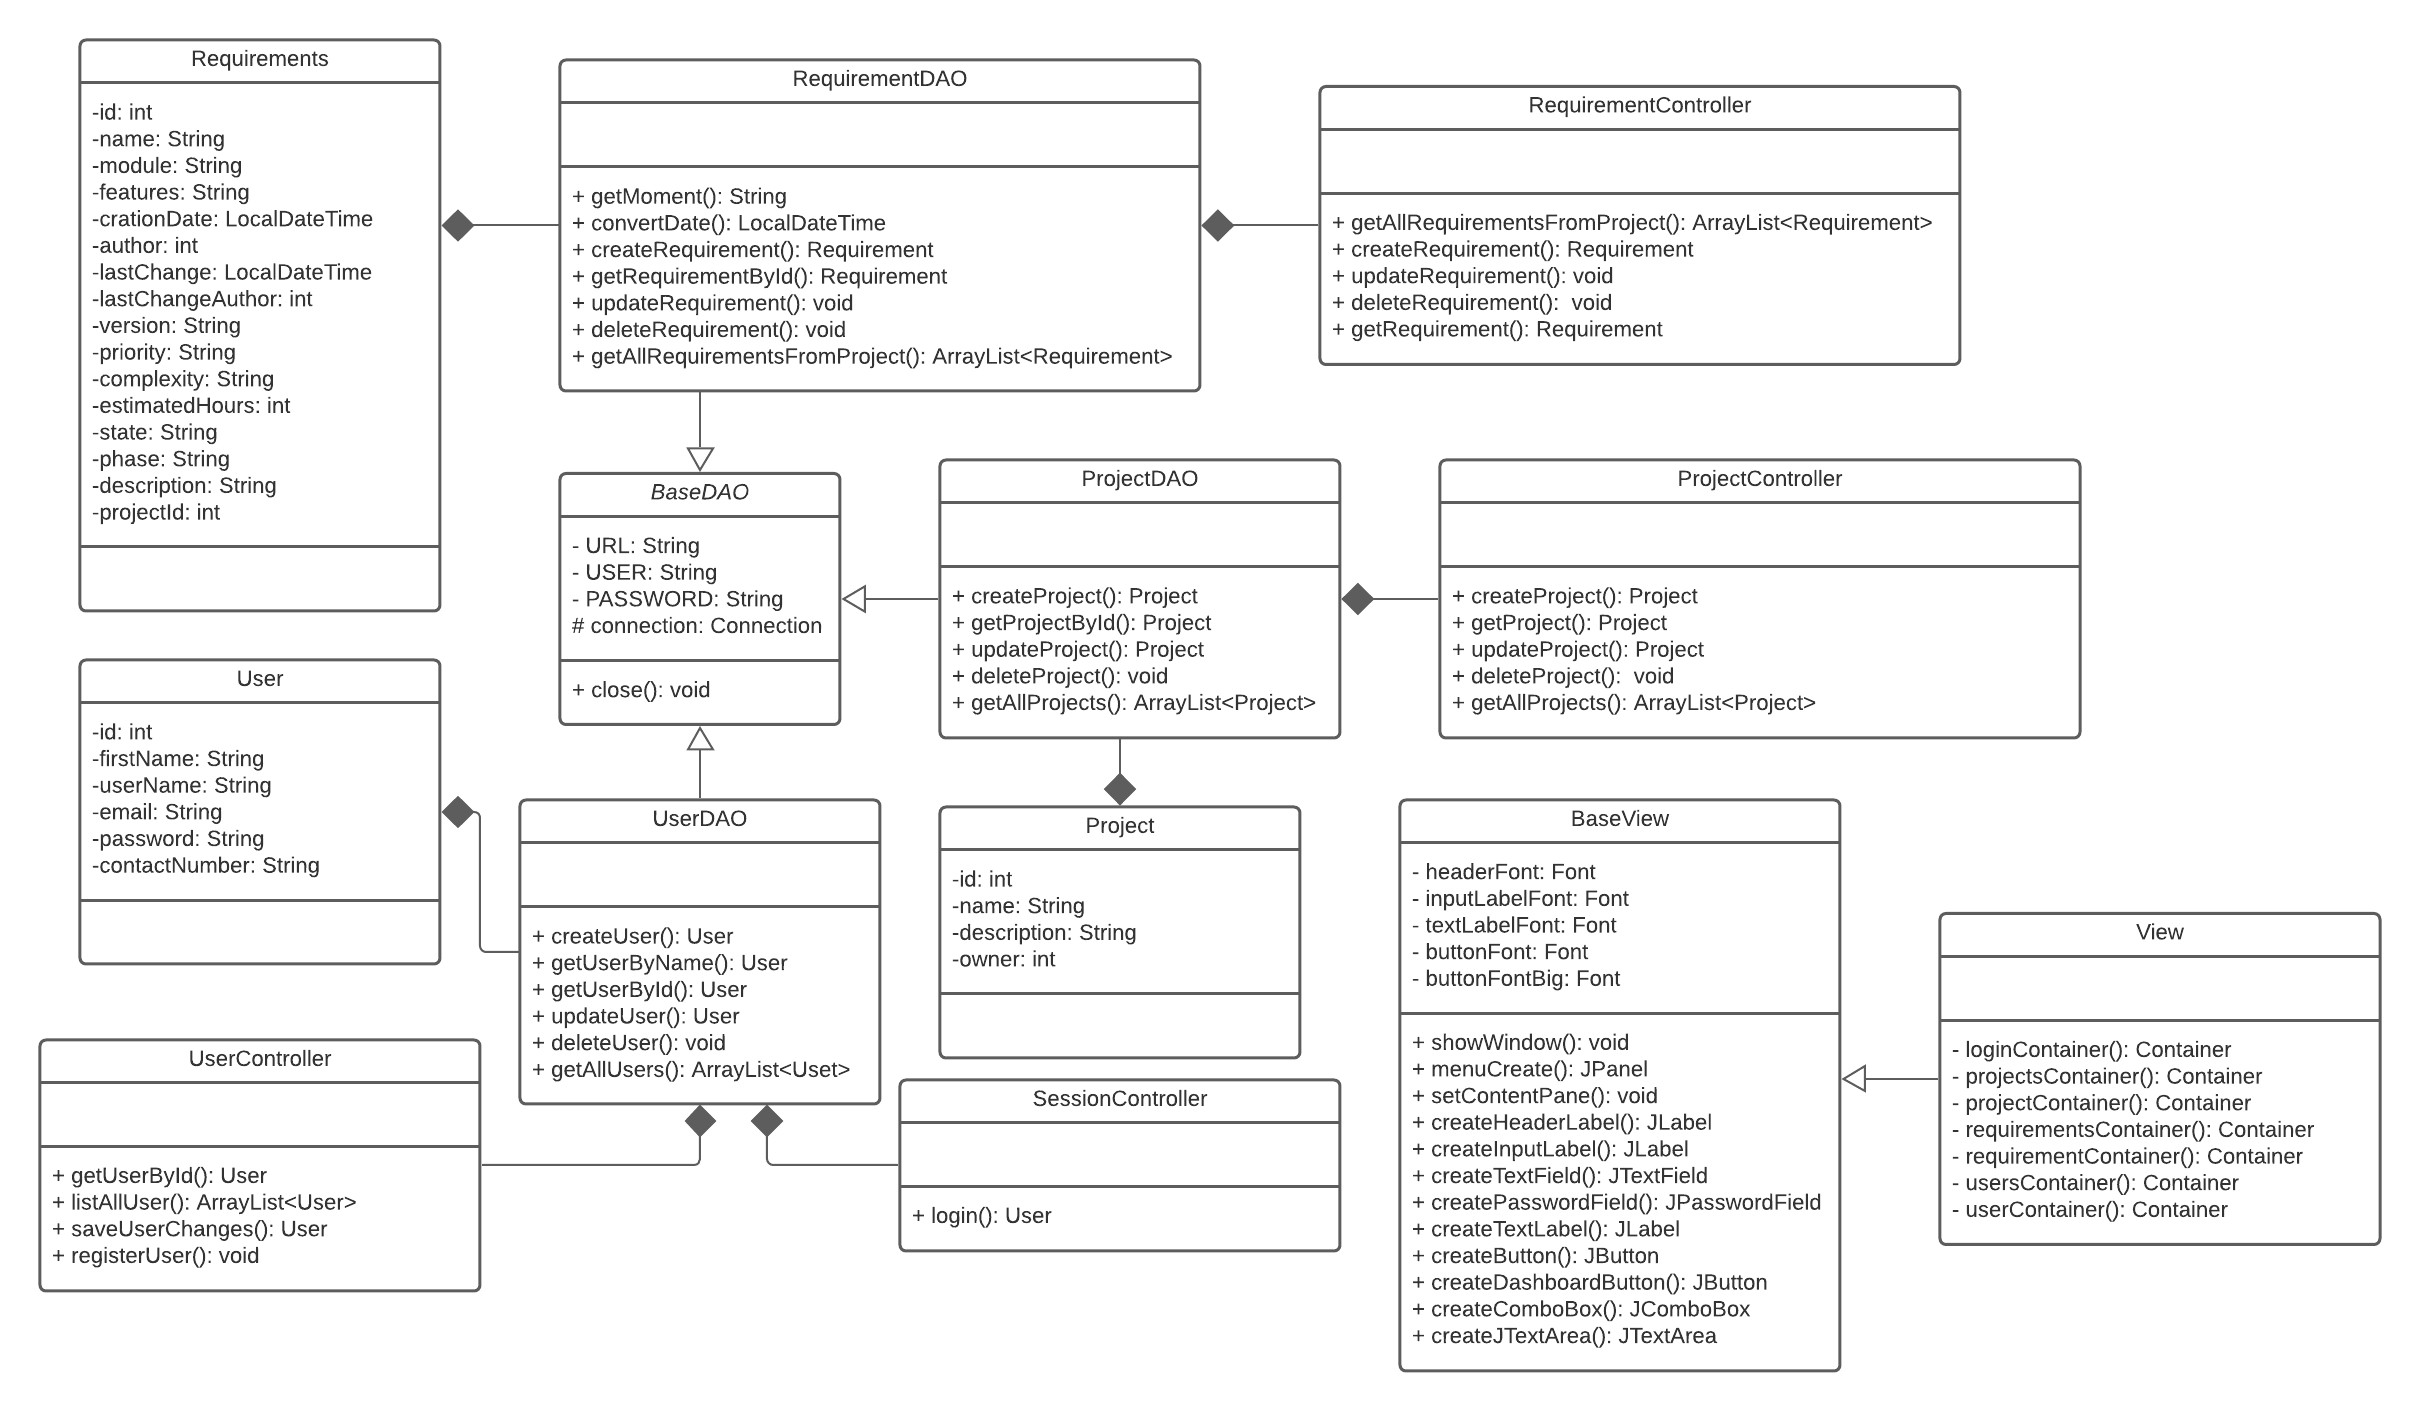 Requirements
-id: int
-name: String
-module: String
-features: String
-crationDate: LocalDateTime
-author: int
-lastChange: LocalDateTime
-lastChangeAuthor: int
-version: String
-priority: String
-complexity: String
-estimatedHours: int
-state: String
-phase: String
-description: String
-projectId: int
RequirementDAO
+ getMoment(): String
+ convertDate(): LocalDateTime
+ createRequirement(): Requirement
+ getRequirementById(): Requirement
+ updateRequirement(): void
+ deleteRequirement(): void
+ getAllRequirementsFromProject(): ArrayList<Requirement>
RequirementController
+ getAllRequirementsFromProject(): ArrayList<Requirement>
+ createRequirement(): Requirement
+ updateRequirement(): void
+ deleteRequirement():  void
+ getRequirement(): Requirement
BaseDAO
- URL: String
- USER: String
- PASSWORD: String
# connection: Connection
+ close(): void
ProjectDAO
+ createProject(): Project
+ getProjectById(): Project
+ updateProject(): Project
+ deleteProject(): void
+ getAllProjects(): ArrayList<Project>
ProjectController
+ createProject(): Project
+ getProject(): Project
+ updateProject(): Project
+ deleteProject():  void
+ getAllProjects(): ArrayList<Project>
User
-id: int
-firstName: String
-userName: String
-email: String
-password: String
-contactNumber: String
UserDAO
+ createUser(): User
+ getUserByName(): User
+ getUserById(): User
+ updateUser(): User
+ deleteUser(): void
+ getAllUsers(): ArrayList<Uset>
Project
-id: int
-name: String
-description: String
-owner: int
BaseView
- headerFont: Font
- inputLabelFont: Font
- textLabelFont: Font
- buttonFont: Font
- buttonFontBig: Font
+ showWindow(): void
+ menuCreate(): JPanel
+ setContentPane(): void
+ createHeaderLabel(): JLabel
+ createInputLabel(): JLabel
+ createTextField(): JTextField
+ createPasswordField(): JPasswordField
+ createTextLabel(): JLabel
+ createButton(): JButton
+ createDashboardButton(): JButton
+ createComboBox(): JComboBox
+ createJTextArea(): JTextArea
View
- loginContainer(): Container
- projectsContainer(): Container
- projectContainer(): Container
- requirementsContainer(): Container
- requirementContainer(): Container
- usersContainer(): Container
- userContainer(): Container
UserController
+ getUserById(): User
+ listAllUser(): ArrayList<User>
+ saveUserChanges(): User
+ registerUser(): void
SessionController
+ login(): User